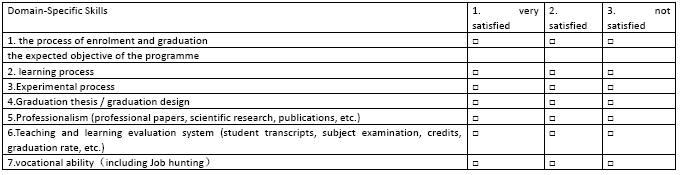 Domain-Specific Skills 1. very satisfied 2. satisfied 3. not satisfied
1. the process of enrolment and graduation □ □ □
the expected objective of the programme
2. learning process □ □ □
3.Experimental process □ □ □
4.Graduation thesis / graduation design □ □ □
5.Professionalism (professional papers, scientific research, publications, etc.) □ □ □
6.Teaching and learning evaluation system (student transcripts, subject examination, credits, □ □ □
graduation rate, etc.)
7.vocational ability（including Job hunting） □ □ □